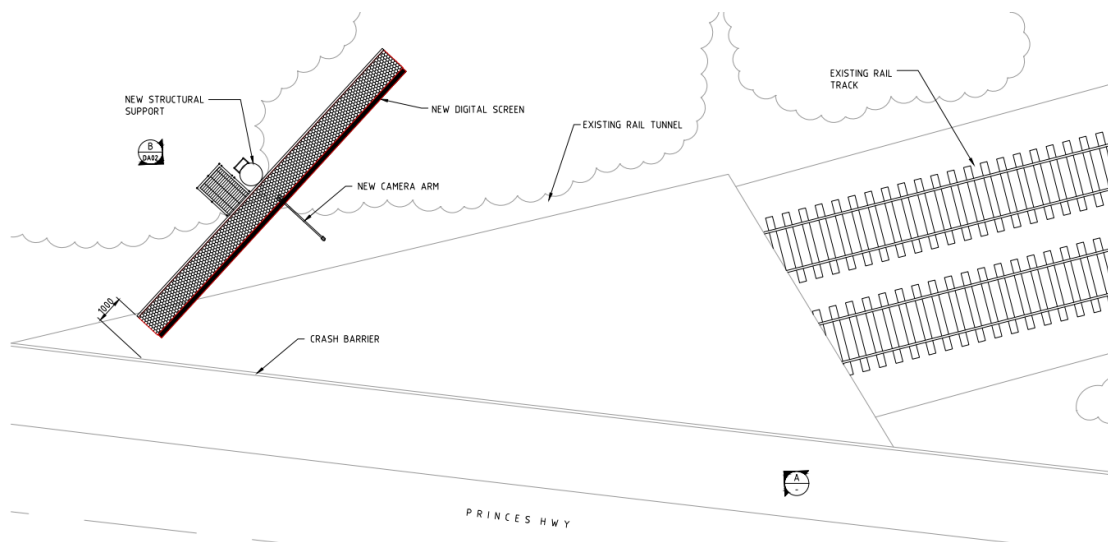 NEW STRUCTURAL
SUPPORT
B
DA02
NEW DIGITAL SCREEN
NEW CAMERA ARM
EXISTING RAIL TUNNEL
EXISTING RAIL
TRACK
1000
CRASH BARRIER
A
-
PRINCES HWY